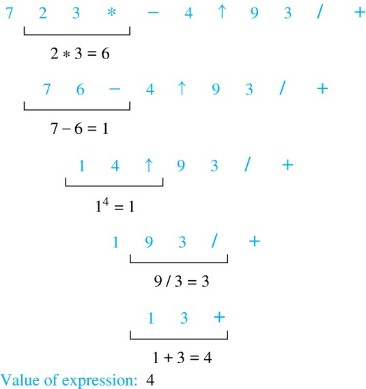 7 2 3 * − 4 ↑ 9 3 / +
2 * 3 = 6
7 6 − 4 ↑ 9 3 / +
7 − 6 = 1
1 4 ↑ 9 3 / +
1⁴ = 1
1 9 3 / +
9 / 3 = 3
1 3 +
1 + 3 = 4
Value of expression: 4